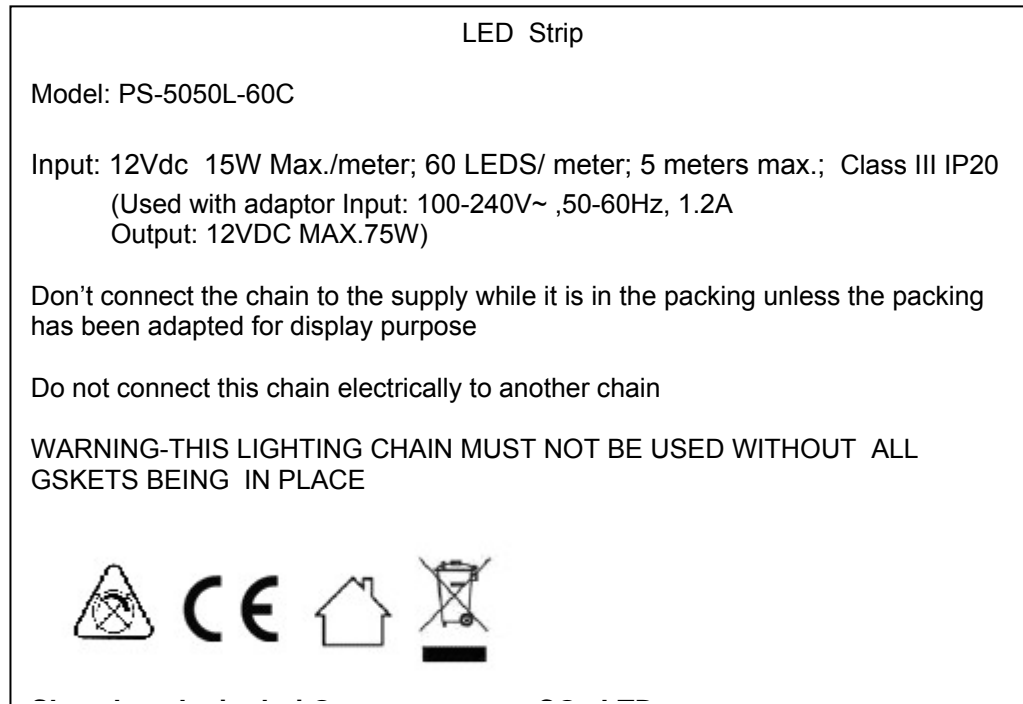 LED Strip
Model: PS-5050L-60C
Input: 12Vdc 15W Max./meter; 60 LEDS/ meter; 5 meters max.; Class III IP20
(Used with adaptor Input: 100-240V~ ,50-60Hz, 1.2A
Output: 12VDC MAX.75W)
Don’t connect the chain to the supply while it is in the packing unless the packing
has been adapted for display purpose
Do not connect this chain electrically to another chain
WARNING-THIS LIGHTING CHAIN MUST NOT BE USED WITHOUT ALL
GSKETS BEING IN PLACE
CE